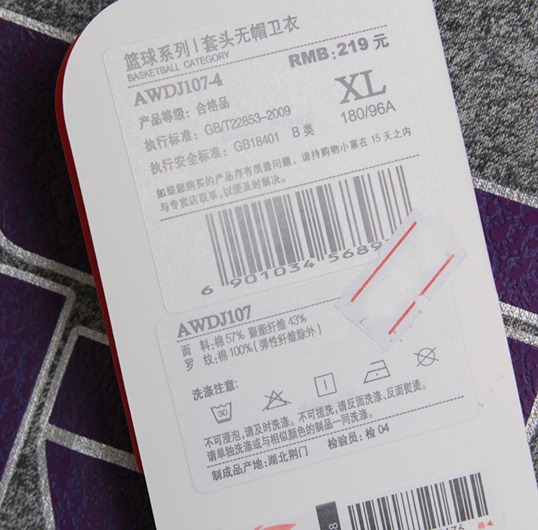 篮球系列 | 套头无帽卫衣
BASKETBALL CATEGORY
RMB: 219 元
AWDJ107-4
XL
180/96A
产品等级: 合格品
执行标准: GB/T22853-2009
执行安全标准: GB18401 B 类
如果您购买的产品存有质量问题, 请持购物小票在 15 天之内
与专卖店联系, 以便及时解决。
6 901034 5689
AWDJ107
面 料: 棉 57% 聚酯纤维 43%
罗 纹: 棉 100% (弹性纤维除外)
洗涤注意:
30
不可浸泡, 请及时洗涤。不可搓洗, 请反面洗涤、反面熨烫。
请单独洗涤或与相似颜色的制品一同洗涤。
制成品产地: 湖北荆门 检验员: 检 04